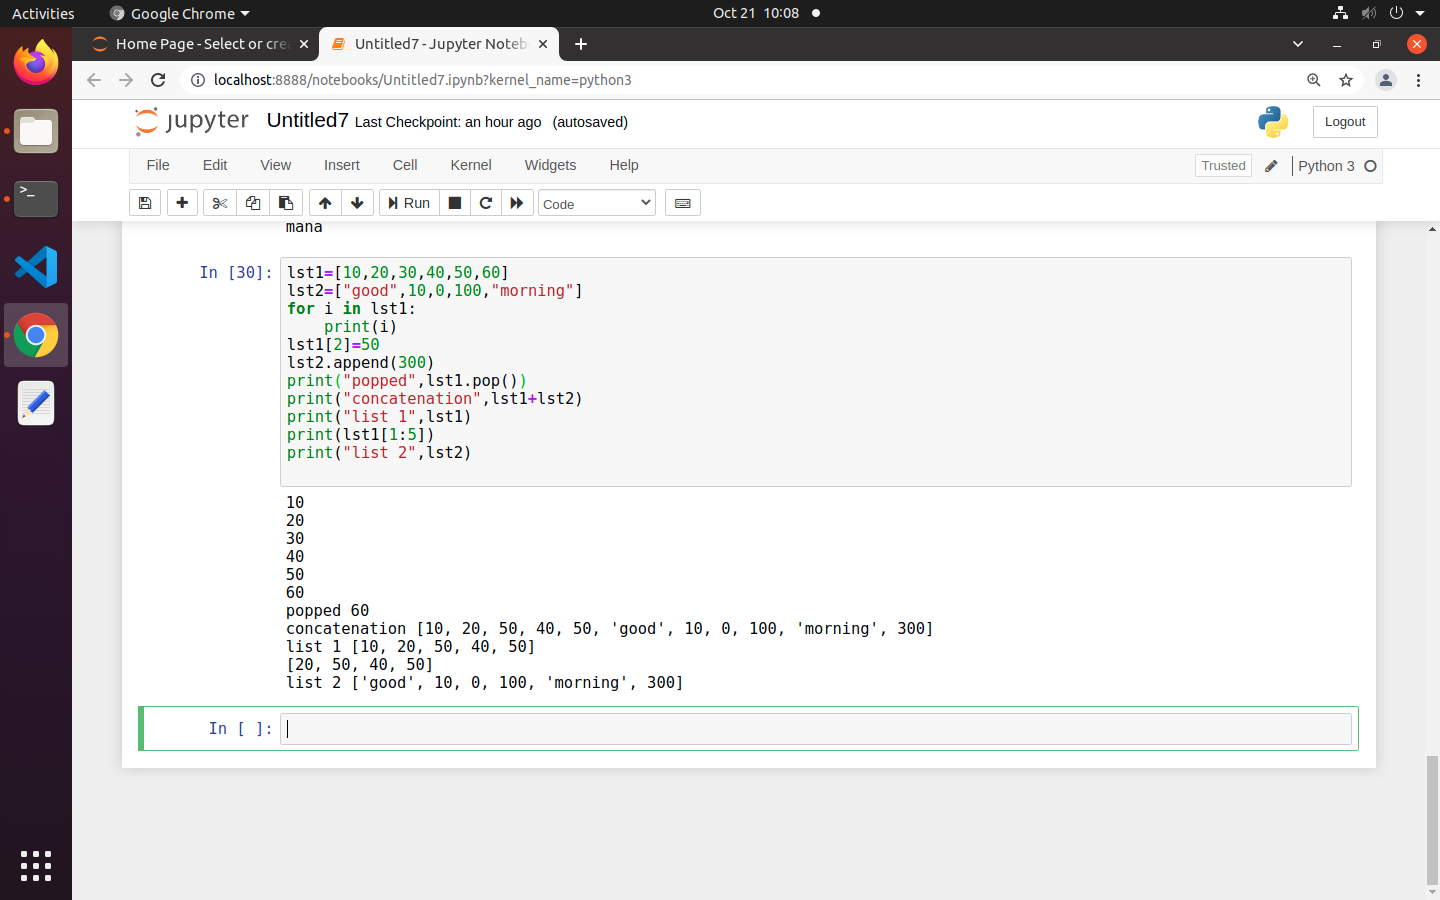 Activities
Google Chrome
Oct 21 10:08
Home Page - Select or cre
Untitled7 - Jupyter Noteb
localhost:8888/notebooks/Untitled7.ipynb?kernel_name=python3
jupyter Untitled7 Last Checkpoint: an hour ago (autosaved)
Logout
File Edit View Insert Cell Kernel Widgets Help
Trusted
Python 3
Run
Code
mana
In [30]:
lst1=[10,20,30,40,50,60]
lst2=["good",10,0,100,"morning"]
for i in lst1:
    print(i)
lst1[2]=50
lst2.append(300)
print("popped",lst1.pop())
print("concatenation",lst1+lst2)
print("list 1",lst1)
print(lst1[1:5])
print("list 2",lst2)
10
20
30
40
50
60
popped 60
concatenation [10, 20, 50, 40, 50, 'good', 10, 0, 100, 'morning', 300]
list 1 [10, 20, 50, 40, 50]
[20, 50, 40, 50]
list 2 ['good', 10, 0, 100, 'morning', 300]
In [ ]: